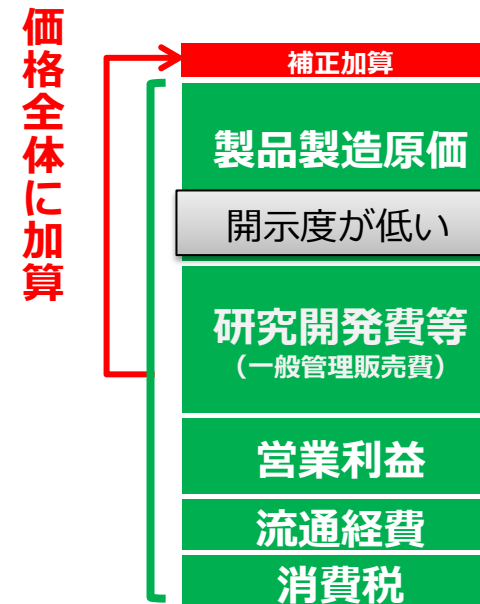 価格全体に加算
補正加算
製品製造原価
開示度が低い
研究開発費等
（一般管理販売費）
営業利益
流通経費
消費税